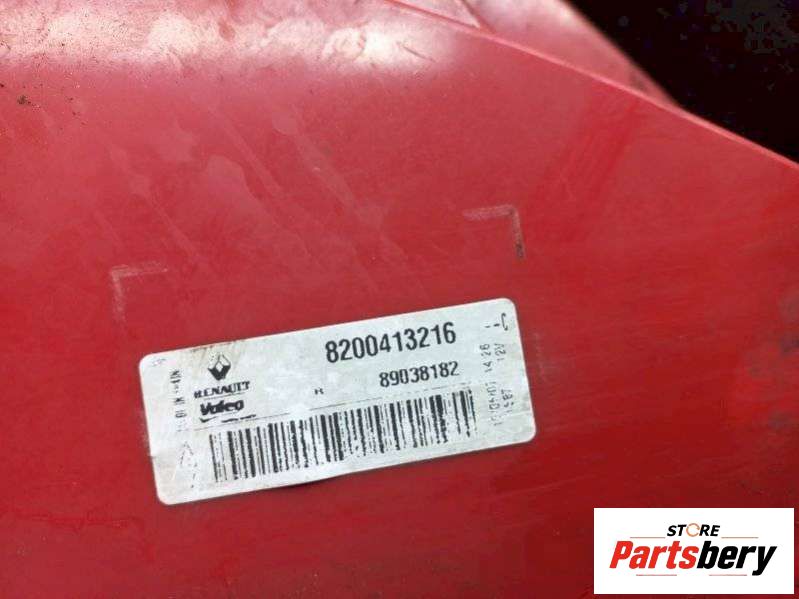 8200413216
RENAULT
R 89038182
Valeo
12V
STORE
Partsbery